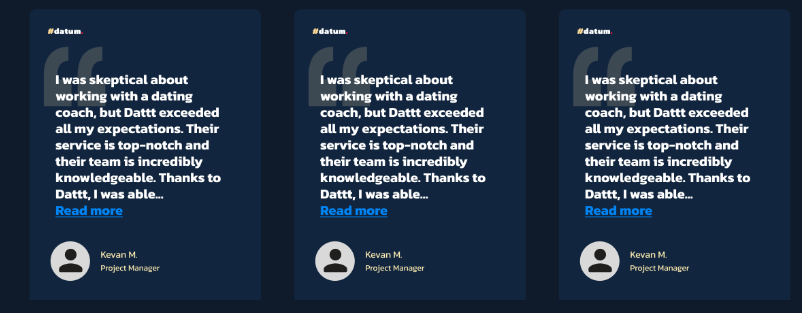 #datum.
I was skeptical about
working with a dating
coach, but Dattt exceeded
all my expectations. Their
service is top-notch and
their team is incredibly
knowledgeable. Thanks to
Dattt, I was able...
Read more
Kevan M.
Project Manager
#datum.
I was skeptical about
working with a dating
coach, but Dattt exceeded
all my expectations. Their
service is top-notch and
their team is incredibly
knowledgeable. Thanks to
Dattt, I was able...
Read more
Kevan M.
Project Manager
#datum.
I was skeptical about
working with a dating
coach, but Dattt exceeded
all my expectations. Their
service is top-notch and
their team is incredibly
knowledgeable. Thanks to
Dattt, I was able...
Read more
Kevan M.
Project Manager